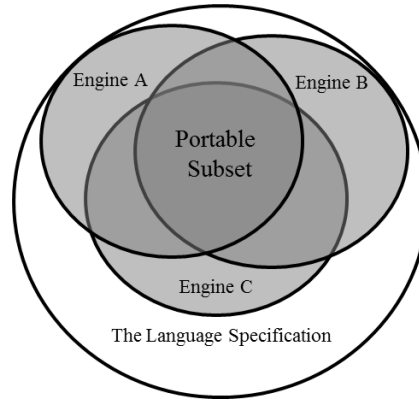 Engine A
Engine B
Portable
Subset
Engine C
The Language Specification